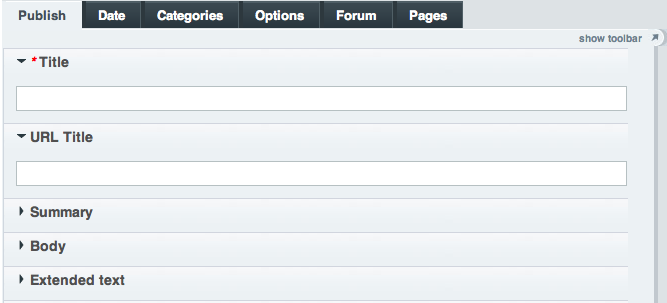 Publish Date Categories Options Forum Pages
show toolbar
* Title
URL Title
Summary
Body
Extended text